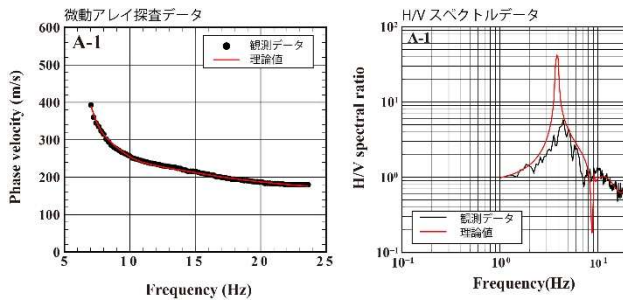 微動アレイ探査データ
A-1
観測データ
理論値
Phase velocity (m/s)
600
500
400
300
200
100
0
5
10
15
20
25
Frequency (Hz)
H/V スペクトルデータ
A-1
H/V spectral ratio
10²
10¹
10⁰
10⁻¹
観測データ
理論値
10⁻¹
10⁰
10¹
Frequency(Hz)